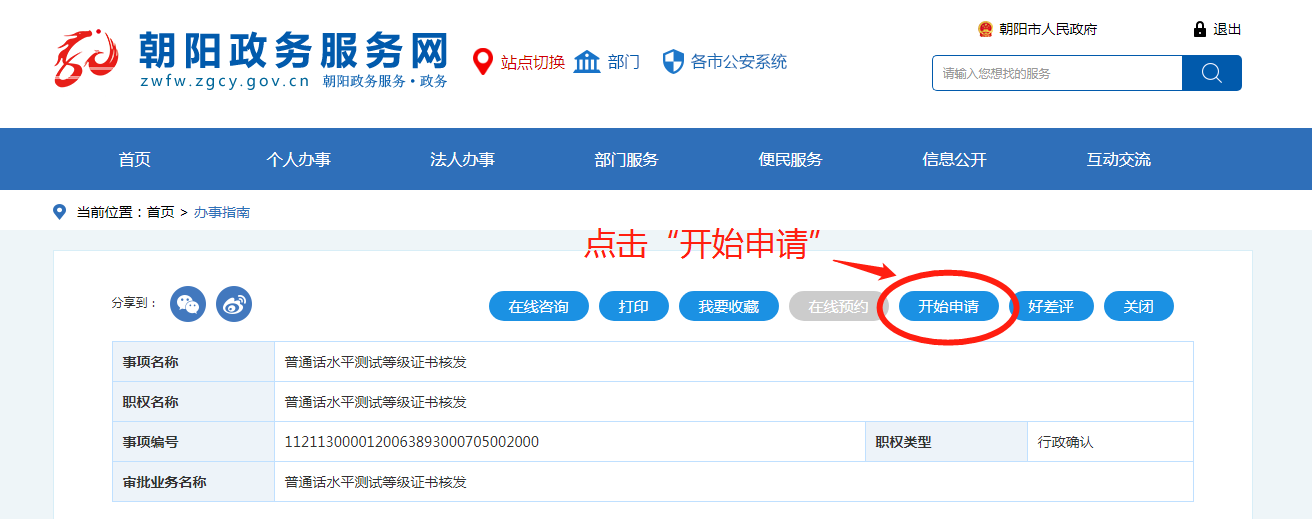 朝阳市人民政府 退出
朝阳政务服务网
zwfw.zgcy.gov.cn 朝阳政务服务·政务
站点切换 部门 各市公安系统
请输入您想找的服务
首页 个人办事 法人办事 部门服务 便民服务 信息公开 互动交流
当前位置：首页 > 办事指南
点击“开始申请”
分享到： 在线咨询 打印 我要收藏 在线预约 开始申请 好差评 关闭
事项名称 普通话水平测试等级证书核发
职权名称 普通话水平测试等级证书核发
事项编号 1121130000120063893000705002000 职权类型 行政确认
审批业务名称 普通话水平测试等级证书核发